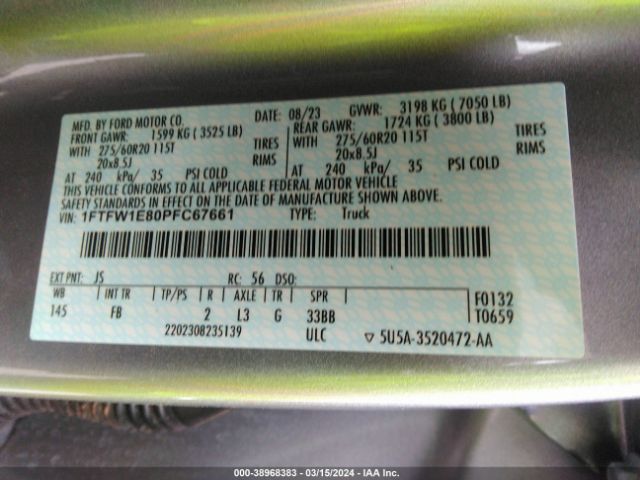 MFD. BY FORD MOTOR CO. DATE: 08/23 GVWR: 3198 KG ( 7050 LB)
FRONT GAWR: 1599 KG ( 3525 LB) REAR GAWR: 1724 KG ( 3800 LB)
WITH 275/60R20 115T TIRES WITH 275/60R20 115T TIRES
20x8.5J RIMS 20x8.5J RIMS
AT 240 kPa/ 35 PSI COLD AT 240 kPa/ 35 PSI COLD
THIS VEHICLE CONFORMS TO ALL APPLICABLE FEDERAL MOTOR VEHICLE
SAFETY STANDARDS IN EFFECT ON THE DATE OF MANUFACTURE SHOWN ABOVE.
VIN: 1FTFW1E80PFC67661 TYPE: Truck
EXT PNT: JS RC: 56 DSO:
WB INT TR TP/PS R AXLE TR SPR F0132
145 FB 2 L3 G 33BB T0659
2202308235139 ULC ▽ 5U5A-3520472-AA
000-38968383 - 03/15/2024 - IAA Inc.